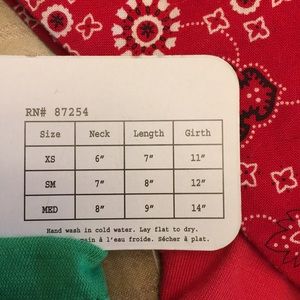 RN# 87254
Size Neck Length Girth
XS 6" 7" 11"
SM 7" 8" 12"
MED 8" 9" 14"
Hand wash in cold water. Lay flat to dry.
à l'eau froide. Sécher à plat.